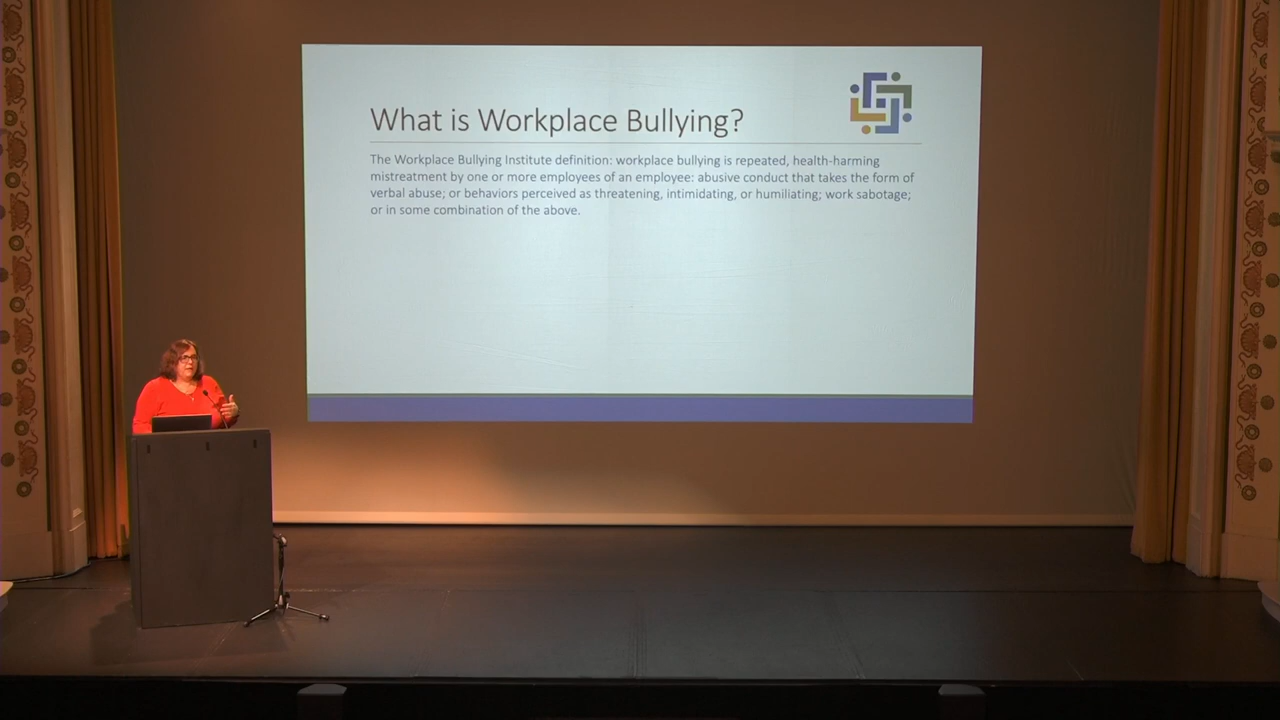 What is Workplace Bullying?
The Workplace Bullying Institute definition: workplace bullying is repeated, health-harming
mistreatment by one or more employees of an employee: abusive conduct that takes the form of
verbal abuse; or behaviors perceived as threatening, intimidating, or humiliating; work sabotage;
or in some combination of the above.